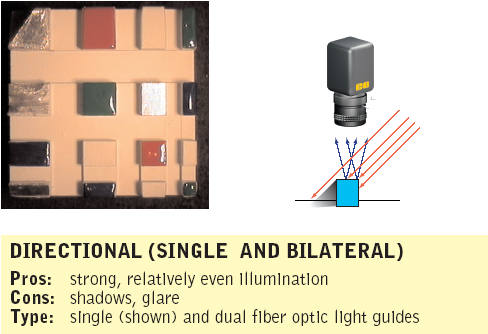 DIRECTIONAL (SINGLE AND BILATERAL)
Pros: strong, relatively even illumination
Cons: shadows, glare
Type: single (shown) and dual fiber optic light guides